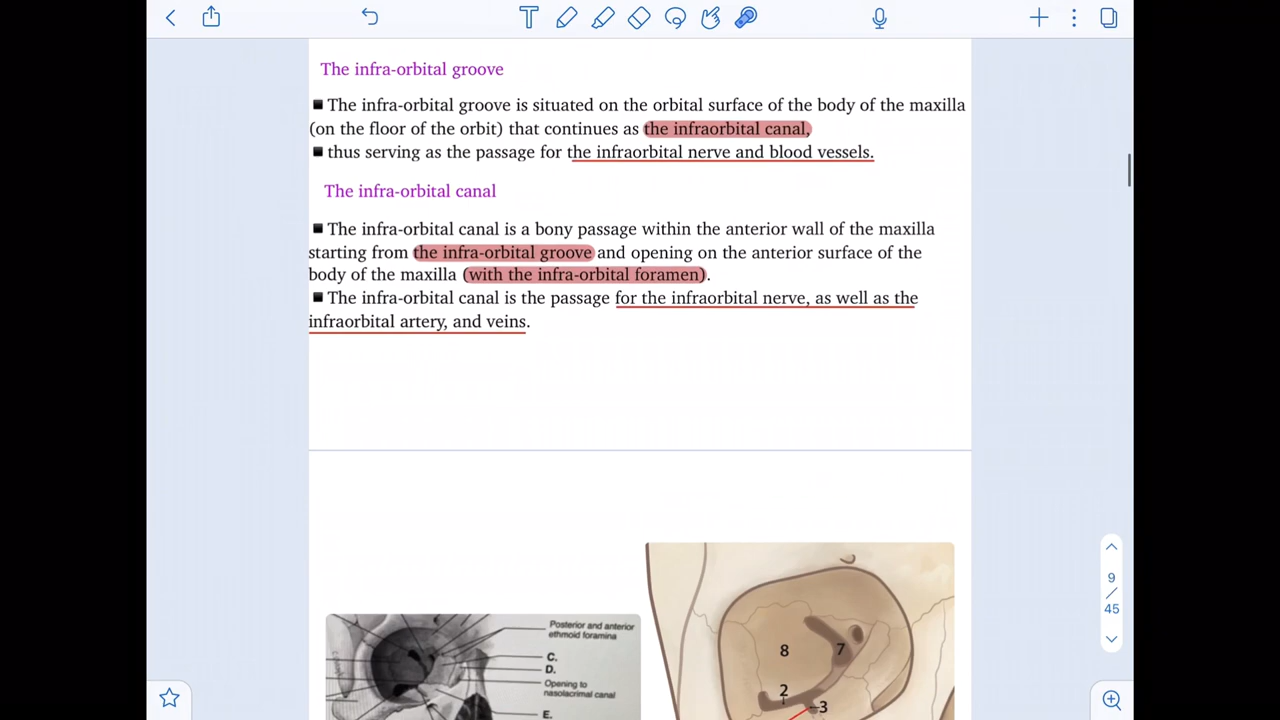 The infra-orbital groove
■ The infra-orbital groove is situated on the orbital surface of the body of the maxilla
(on the floor of the orbit) that continues as the infraorbital canal,
■ thus serving as the passage for the infraorbital nerve and blood vessels.
The infra-orbital canal
■ The infra-orbital canal is a bony passage within the anterior wall of the maxilla
starting from the infra-orbital groove and opening on the anterior surface of the
body of the maxilla (with the infra-orbital foramen).
■ The infra-orbital canal is the passage for the infraorbital nerve, as well as the
infraorbital artery, and veins.
9
/
45
Posterior and anterior
ethmoid foramina
C.
D.
Opening to
nasolacrimal canal
E.
8
7
2
3